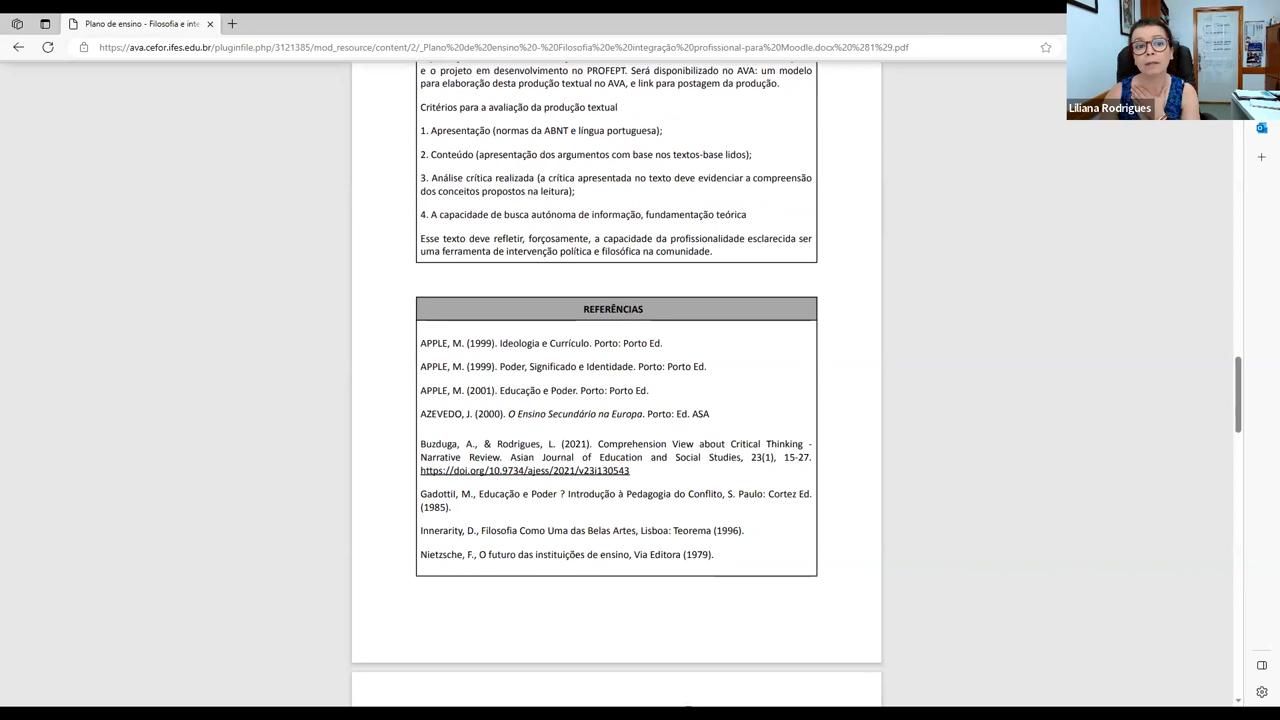 Plano de ensino - Filosofia e inte
https://ava.cefor.ifes.edu.br/pluginfile.php/3121385/mod_resource/content/2/_Plano%20de%20ensino%20-%20Filosofia%20e%20integração%20profissional-para%20Moodle.docx%20%281%29.pdf
Liliana Rodrigues
e o projeto em desenvolvimento no PROFEPT. Será disponibilizado no AVA: um modelo
para elaboração desta produção textual no AVA, e link para postagem da produção.
Critérios para a avaliação da produção textual
1. Apresentação (normas da ABNT e língua portuguesa);
2. Conteúdo (apresentação dos argumentos com base nos textos-base lidos);
3. Análise crítica realizada (a crítica apresentada no texto deve evidenciar a compreensão
dos conceitos propostos na leitura);
4. A capacidade de busca autónoma de informação, fundamentação teórica
Esse texto deve refletir, forçosamente, a capacidade da profissionalidade esclarecida ser
uma ferramenta de intervenção política e filosófica na comunidade.
REFERÊNCIAS
APPLE, M. (1999). Ideologia e Currículo. Porto: Porto Ed.
APPLE, M. (1999). Poder, Significado e Identidade. Porto: Porto Ed.
APPLE, M. (2001). Educação e Poder. Porto: Porto Ed.
AZEVEDO, J. (2000). O Ensino Secundário na Europa. Porto: Ed. ASA
Buzduga, A., & Rodrigues, L. (2021). Comprehension View about Critical Thinking -
Narrative Review. Asian Journal of Education and Social Studies, 23(1), 15-27.
https://doi.org/10.9734/ajess/2021/v23i130543
Gadottil, M., Educação e Poder ? Introdução à Pedagogia do Conflito, S. Paulo: Cortez Ed.
(1985).
Innerarity, D., Filosofia Como Uma das Belas Artes, Lisboa: Teorema (1996).
Nietzsche, F., O futuro das instituições de ensino, Via Editora (1979).